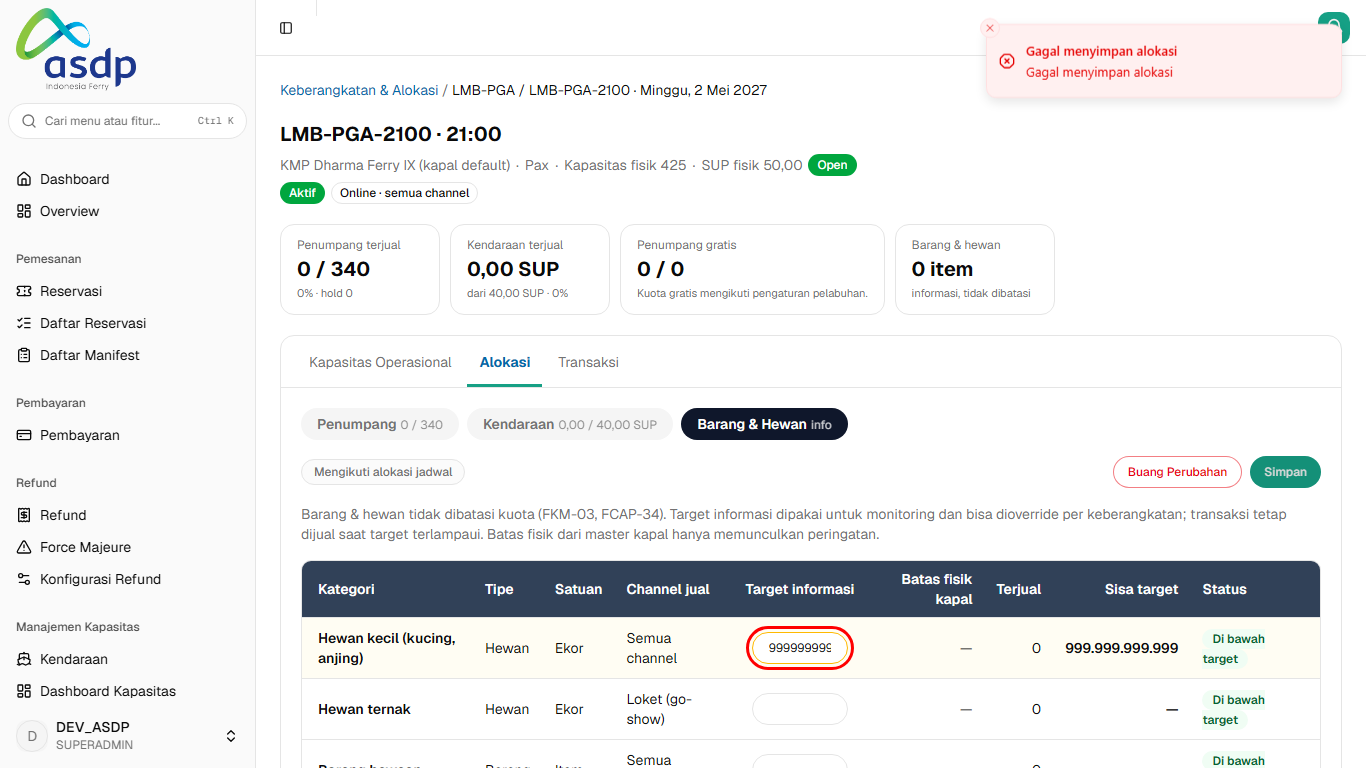 asdp
Indonesia Ferry
Cari menu atau fitur... Ctrl K
Dashboard
Overview
Pemesanan
Reservasi
Daftar Reservasi
Daftar Manifest
Pembayaran
Pembayaran
Refund
Refund
Force Majeure
Konfigurasi Refund
Manajemen Kapasitas
Kendaraan
Dashboard Kapasitas
D
DEV_ASDP
SUPERADMIN
Gagal menyimpan alokasi
Gagal menyimpan alokasi
Keberangkatan & Alokasi / LMB-PGA / LMB-PGA-2100 · Minggu, 2 Mei 2027
LMB-PGA-2100 · 21:00
KMP Dharma Ferry IX (kapal default) · Pax · Kapasitas fisik 425 · SUP fisik 50,00 Open
Aktif Online · semua channel
Penumpang terjual
0 / 340
0% · hold 0
Kendaraan terjual
0,00 SUP
dari 40,00 SUP · 0%
Penumpang gratis
0 / 0
Kuota gratis mengikuti pengaturan pelabuhan.
Barang & hewan
0 item
informasi, tidak dibatasi
Kapasitas Operasional Alokasi Transaksi
Penumpang 0 / 340 Kendaraan 0,00 / 40,00 SUP Barang & Hewan info
Mengikuti alokasi jadwal Buang Perubahan Simpan
Barang & hewan tidak dibatasi kuota (FKM-03, FCAP-34). Target informasi dipakai untuk monitoring dan bisa dioverride per keberangkatan; transaksi tetap
dijual saat target terlampaui. Batas fisik dari master kapal hanya memunculkan peringatan.
Kategori Tipe Satuan Channel jual Target informasi Batas fisik kapal Terjual Sisa target Status
Hewan kecil (kucing, anjing) Hewan Ekor Semua channel 999999999 — 0 999.999.999.999 Di bawah target
Hewan ternak Hewan Ekor Loket (go-show) — 0 — Di bawah target
Semua Di bawah